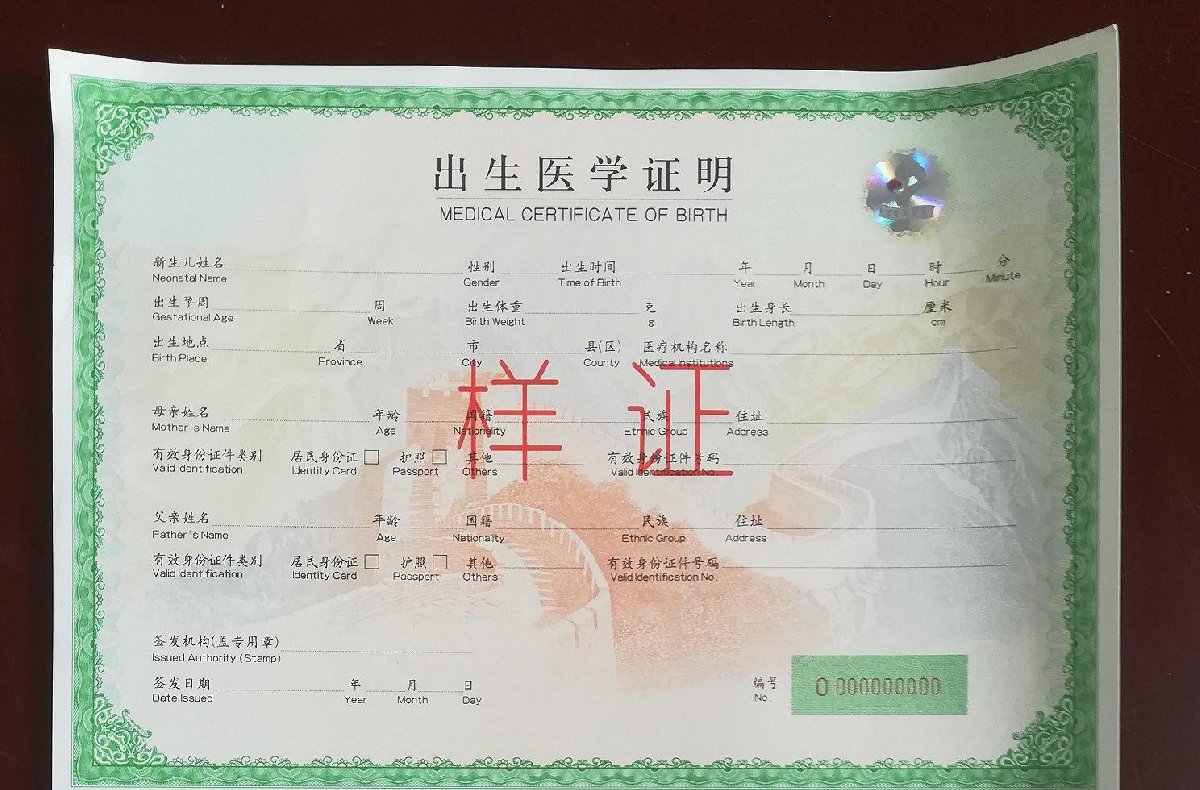 出生医学证明
MEDICAL CERTIFICATE OF BIRTH
新生儿姓名 性别 出生时间 年 月 日 时 分
Neonatal Name Gender Time of Birth Year Month Day Hour Minute
出生孕周 周 出生体重 克 出生身长 厘米
Gestational Age Week Birth Weight g Birth Length cm
出生地点 省 市 县(区) 医疗机构名称
Birth Place Province City County Medical institutions
样证
母亲姓名 年龄 国籍 民族 住址
Mother's Name Age Nationality Ethnic Group Address
有效身份证件类别 居民身份证 护照 其他 有效身份证件号码
Valid Identification Identity Card Passport Others Valid Identification No.
父亲姓名 年龄 国籍 民族 住址
Father's Name Age Nationality Ethnic Group Address
有效身份证件类别 居民身份证 护照 其他 有效身份证件号码
Valid Identification Identity Card Passport Others Valid Identification No.
签发机构(盖专用章)
Issued Authority (Stamp)
签发日期 年 月 日 编号 O 000000000
Date Issued Year Month Day No.